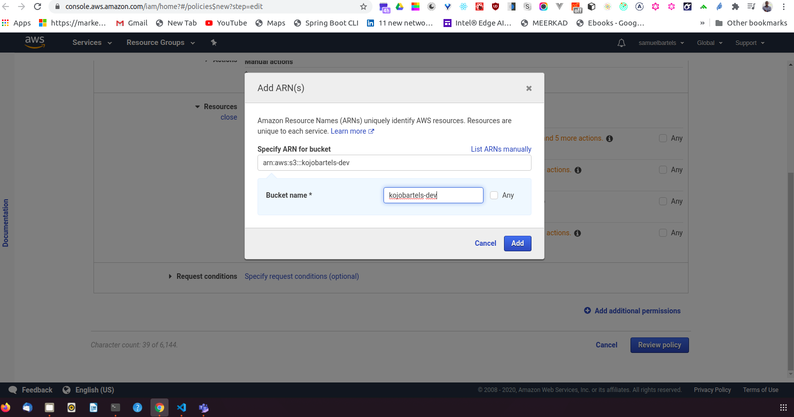 console.aws.amazon.com/iam/home?#/policies$new?step=edit
Bucket https://marke... Gmail New Tab YouTube Maps Spring Boot CLI 11 new netwo... Intel® Edge AI... MEERKAD Ebooks - Goog... » Other bookmarks
aws Services Resource Groups samuelbartels Global Support
Manual actions
Add ARN(s)
Amazon Resource Names (ARNs) uniquely identify AWS resources. Resources are
unique to each service. Learn more
Specify ARN for bucket List ARNs manually
arn:aws:s3:::kojobartels-dev
Bucket name * kojobartels-dev Any
Cancel Add
Resources
close
nd 5 more actions. Any
actions. Any
Any
tion. Any
Request conditions Specify request conditions (optional)
Add additional permissions
Character count: 39 of 6,144.
Cancel Review policy
Documentation
Feedback English (US) © 2008 - 2020, Amazon Web Services, Inc. or its affiliates. All rights reserved. Privacy Policy Terms of Use